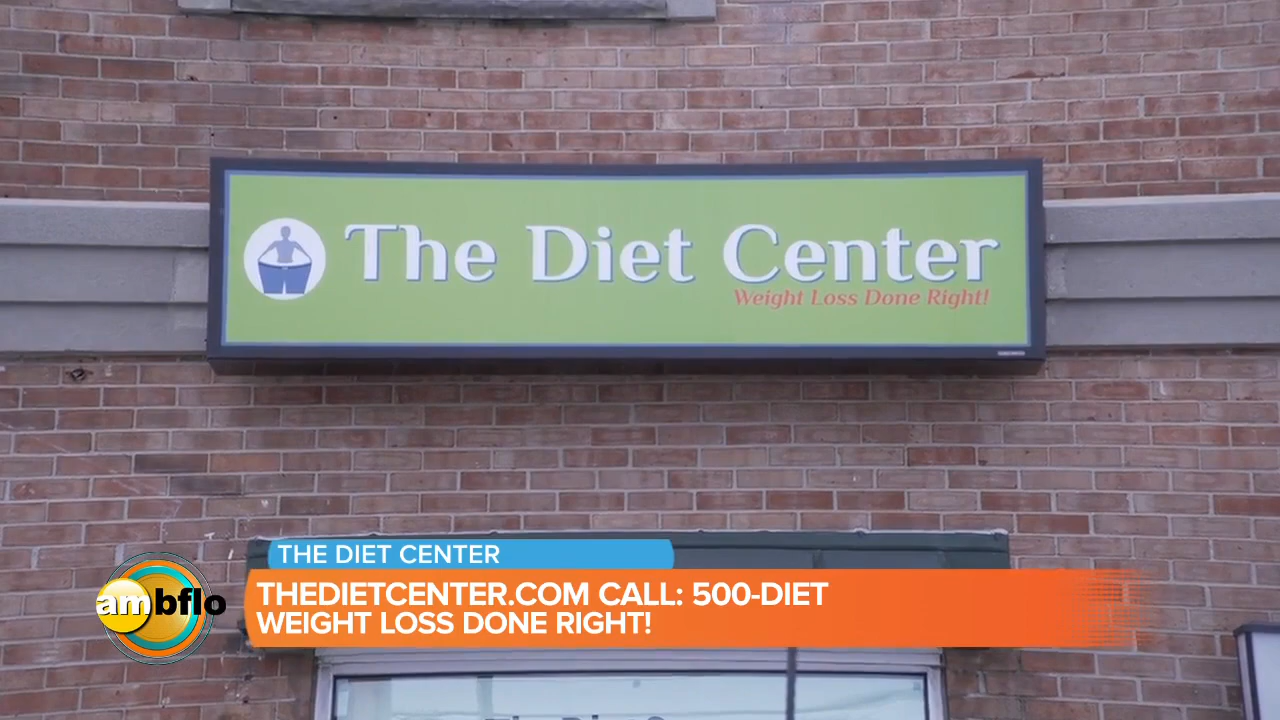 The Diet Center
Weight Loss Done Right!
THE DIET CENTER
THEDIETCENTER.COM CALL: 500-DIET
WEIGHT LOSS DONE RIGHT!
ambflo